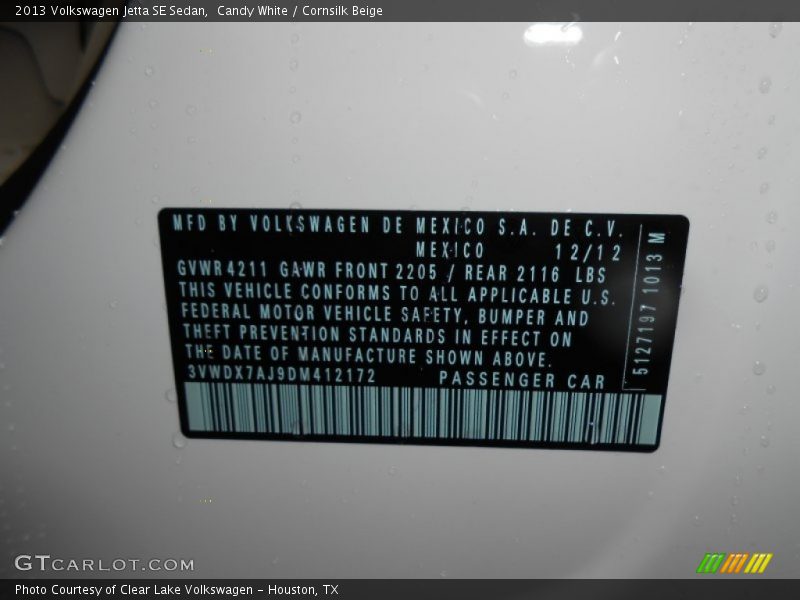 2013 Volkswagen Jetta SE Sedan,  Candy White / Cornsilk Beige
MFD BY VOLKSWAGEN DE MEXICO S.A. DE C.V.
MEXICO 12/12
GVWR 4211 GAWR FRONT 2205 / REAR 2116 LBS
THIS VEHICLE CONFORMS TO ALL APPLICABLE U.S.
FEDERAL MOTOR VEHICLE SAFETY, BUMPER AND
THEFT PREVENTION STANDARDS IN EFFECT ON
THE DATE OF MANUFACTURE SHOWN ABOVE.
3VWDX7AJ9DM412172 PASSENGER CAR
5127197 1013 M
GTCARLOT.COM
Photo Courtesy of Clear Lake Volkswagen – Houston, TX